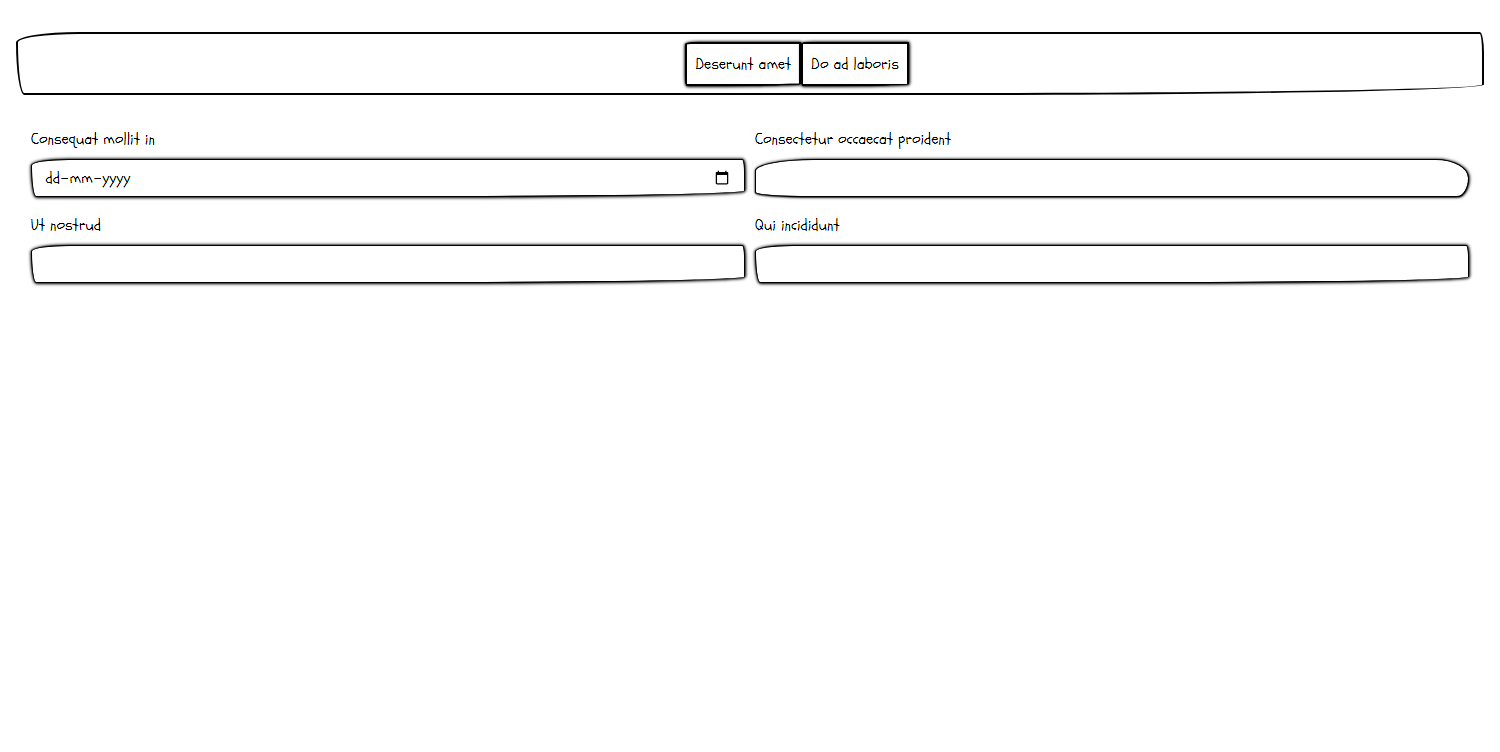 Deserunt amet Do ad laboris
Consequat mollit in Consectetur occaecat proident
dd-mm-yyyy
Ut nostrud Qui incididunt